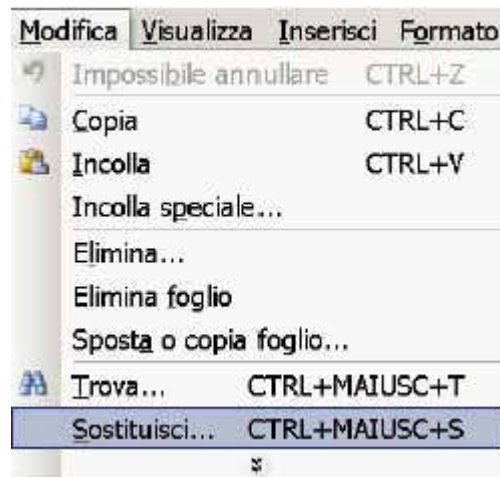 Modifica Visualizza Inserisci Formato
Impossibile annullare CTRL+Z
Copia CTRL+C
Incolla CTRL+V
Incolla speciale...
Elimina...
Elimina foglio
Sposta o copia foglio...
Trova... CTRL+MAIUSC+T
Sostituisci... CTRL+MAIUSC+S